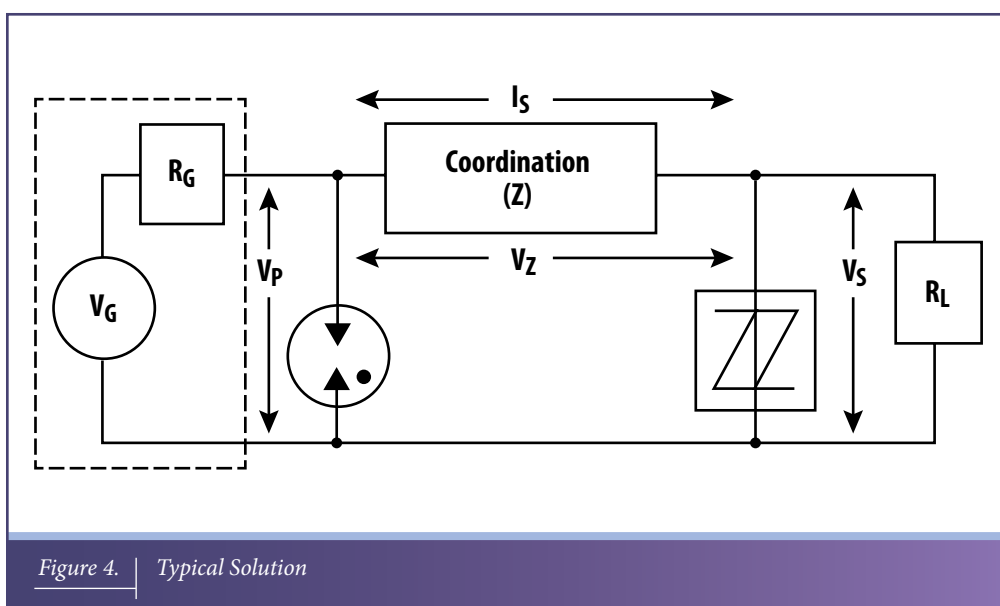 I_S
Coordination
(Z)
R_G
V_P
V_Z
V_S
V_G
R_L
Figure 4. Typical Solution